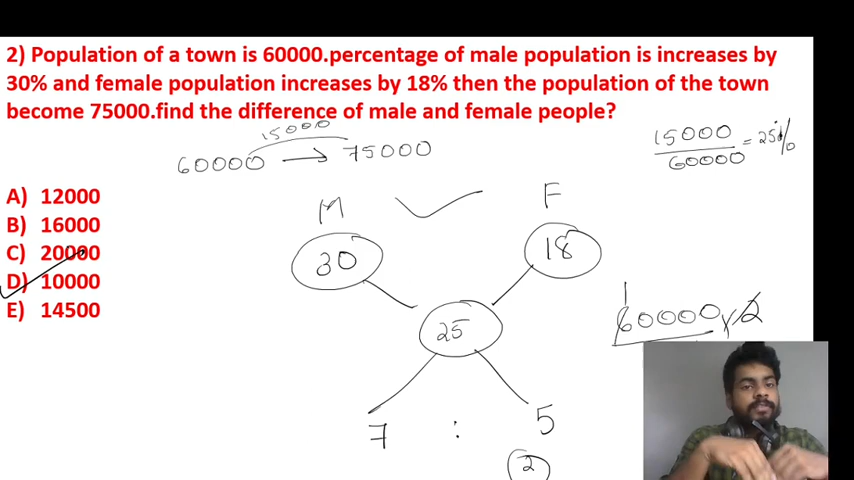 2) Population of a town is 60000.percentage of male population is increases by
30% and female population increases by 18% then the population of the town
become 75000.find the difference of male and female people?
15000
60000 → 75000
15000
60000
= 25%
A) 12000
B) 16000
C) 20000
D) 10000
E) 14500
M
F
30
18
25
7 : 5
2
1
60000 x 2